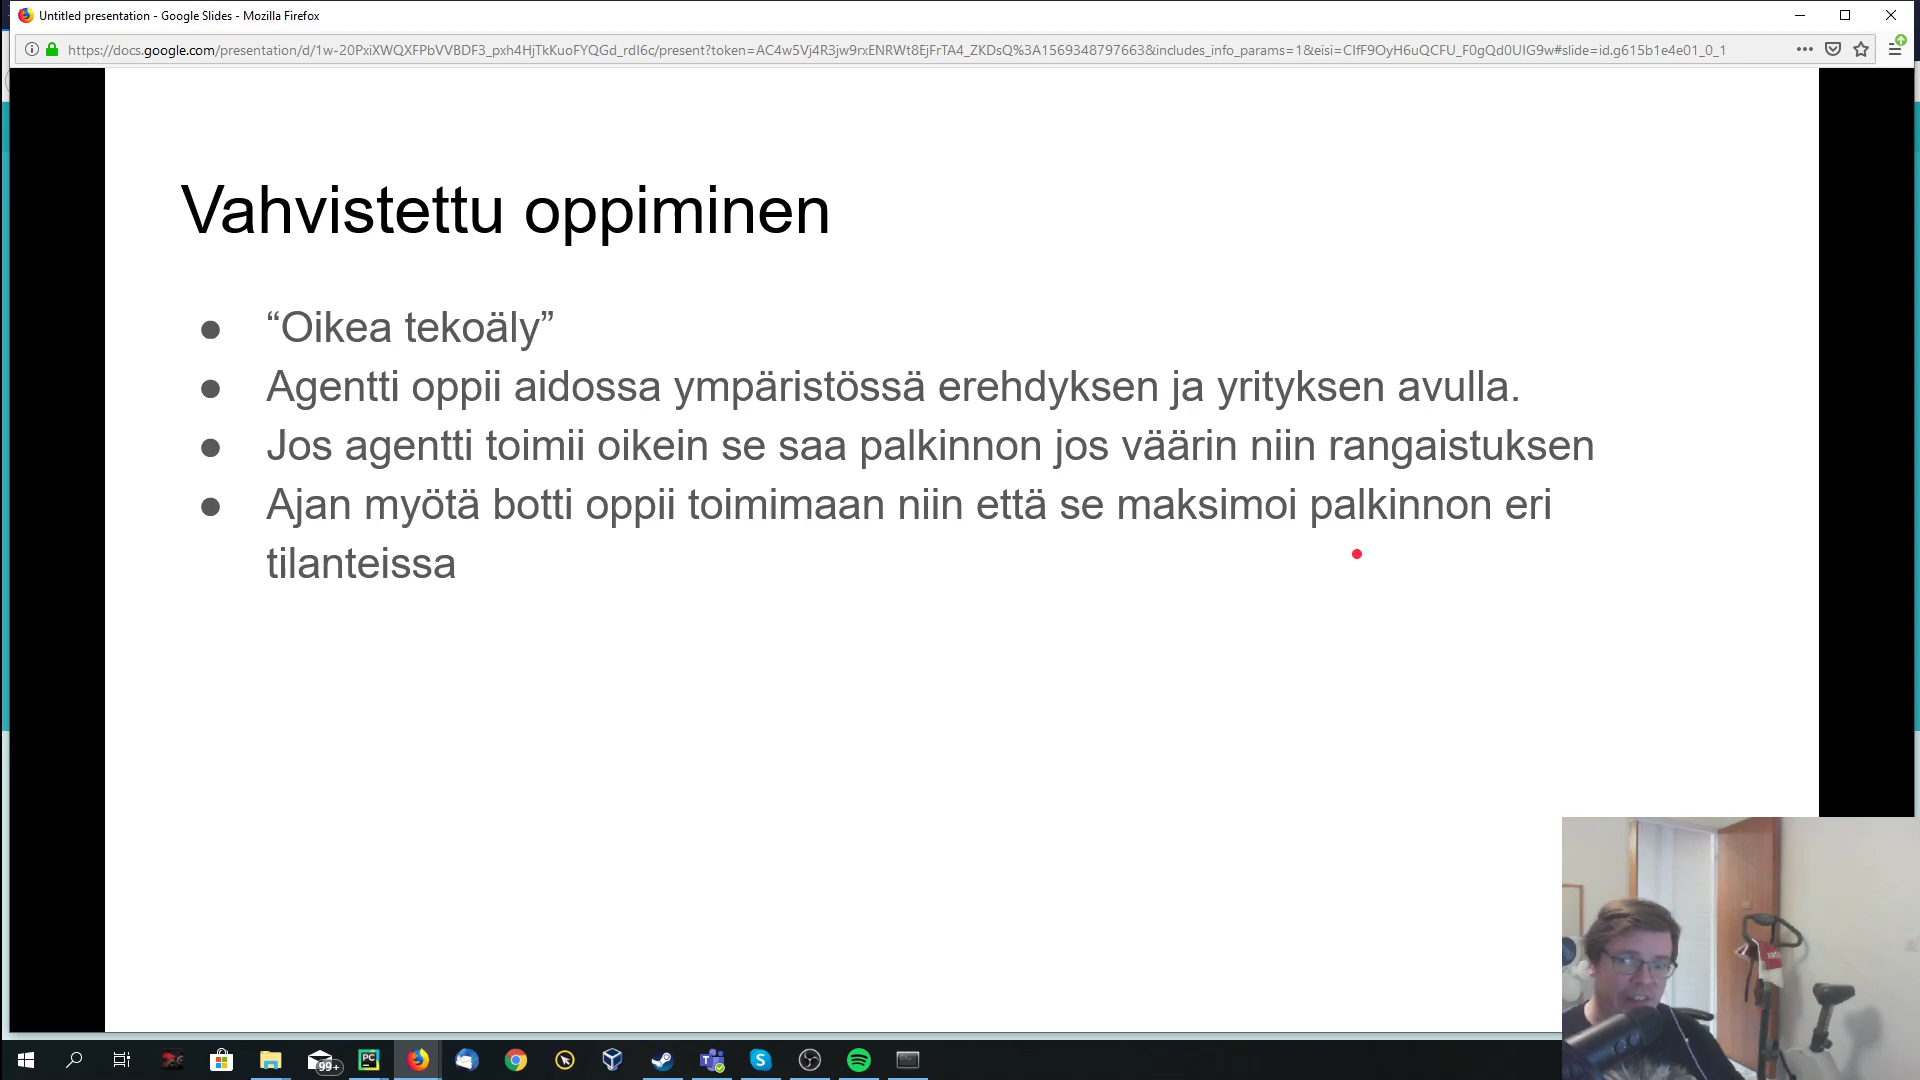 Untitled presentation - Google Slides - Mozilla Firefox
https://docs.google.com/presentation/d/1w-20PxiXWQXFPbVVBDF3_pxh4HjTkKuoFYQGd_rdI6c/present?token=AC4w5Vj4R3jw9rxENRWt8EjFrTA4_ZKDsQ%3A1569348797663&includes_info_params=1&eisi=CIfF9OyH6uQCFU_F0gQd0UIG9w#slide=id.g615b1e4e01_0_1
Vahvistettu oppiminen
● “Oikea tekoäly”
● Agentti oppii aidossa ympäristössä erehdyksen ja yrityksen avulla.
● Jos agentti toimii oikein se saa palkinnon jos väärin niin rangaistuksen
● Ajan myötä botti oppii toimimaan niin että se maksimoi palkinnon eri
tilanteissa
99+
PC